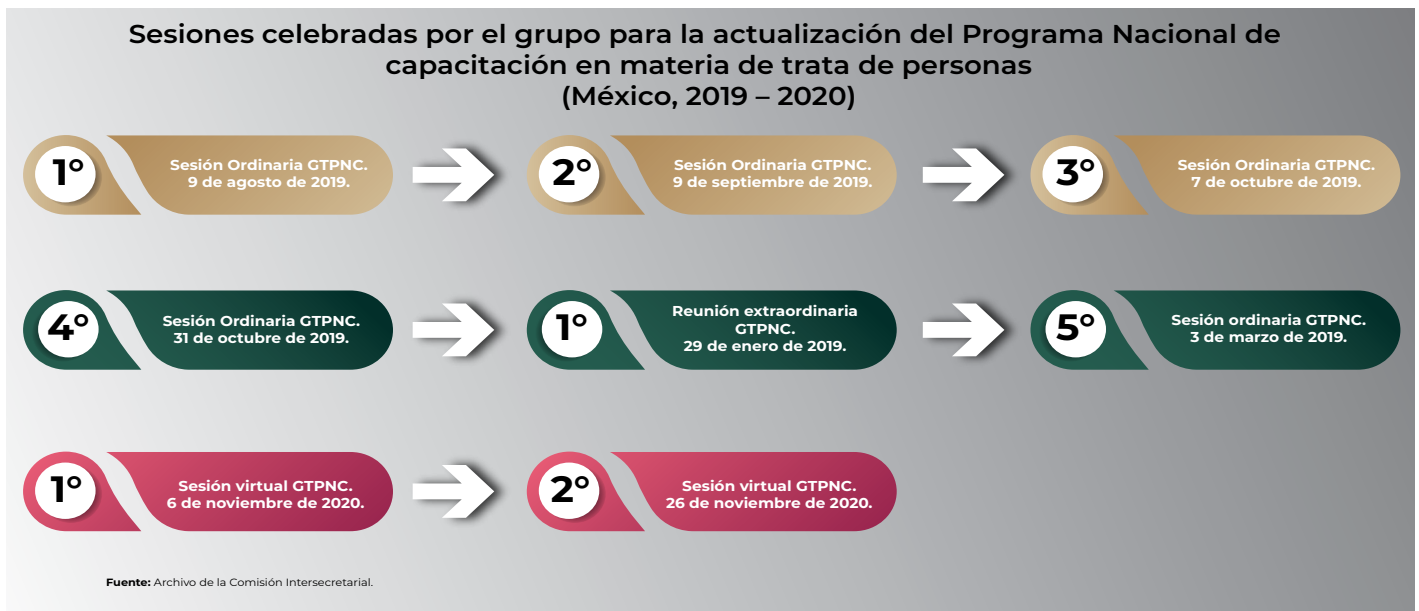 Sesiones celebradas por el grupo para la actualización del Programa Nacional de
capacitación en materia de trata de personas
(México, 2019 – 2020)
1°
Sesión Ordinaria GTPNC.
9 de agosto de 2019.
2°
Sesión Ordinaria GTPNC.
9 de septiembre de 2019.
3°
Sesión Ordinaria GTPNC.
7 de octubre de 2019.
4°
Sesión Ordinaria GTPNC.
31 de octubre de 2019.
1°
Reunión extraordinaria
GTPNC.
29 de enero de 2019.
5°
Sesión ordinaria GTPNC.
3 de marzo de 2019.
1°
Sesión virtual GTPNC.
6 de noviembre de 2020.
2°
Sesión virtual GTPNC.
26 de noviembre de 2020.
Fuente: Archivo de la Comisión Intersecretarial.